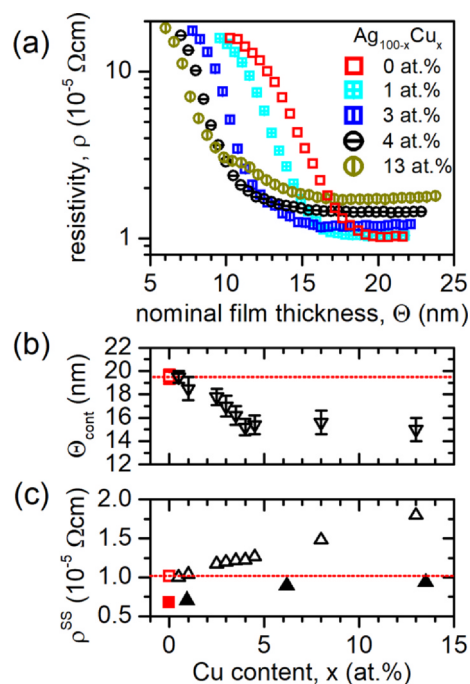 (a)
Ag100-xCux
0 at.%
1 at.%
3 at.%
4 at.%
13 at.%
resistivity, ρ (10⁻⁵ Ωcm)
10
1
5 10 15 20 25
nominal film thickness, Θ (nm)
(b)
Θcont (nm)
22
20
18
16
14
12
(c)
ρSS (10⁻⁵ Ωcm)
2.0
1.5
1.0
0.5
0 5 10 15
Cu content, x (at.%)